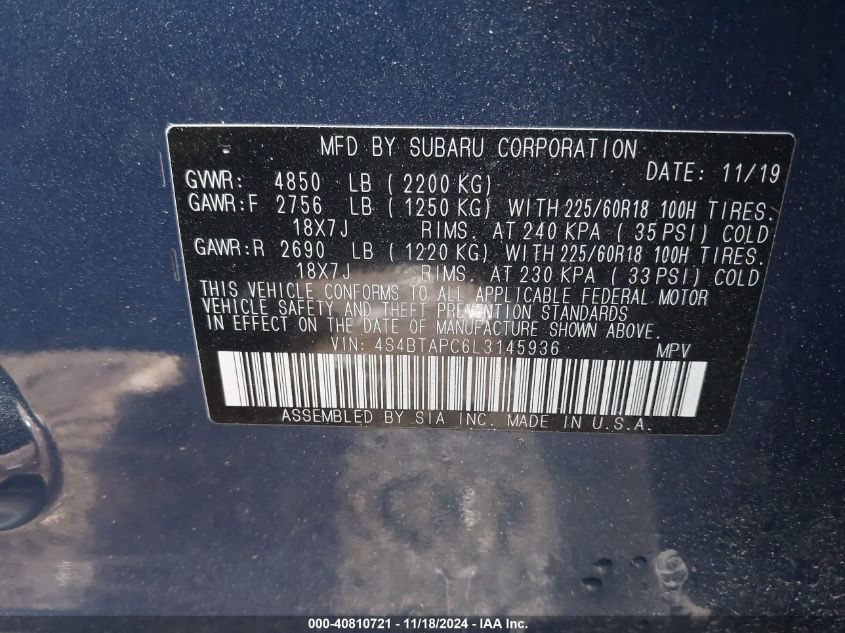 MFD BY SUBARU CORPORATION
DATE: 11/19
GVWR: 4850 LB ( 2200 KG)
GAWR:F 2756 LB ( 1250 KG) WITH 225/60R18 100H TIRES.
18X7J RIMS. AT 240 KPA ( 35 PSI) COLD
GAWR:R 2690 LB ( 1220 KG) WITH 225/60R18 100H TIRES.
18X7J RIMS. AT 230 KPA ( 33 PSI) COLD
THIS VEHICLE CONFORMS TO ALL APPLICABLE FEDERAL MOTOR
VEHICLE SAFETY AND THEFT PREVENTION STANDARDS
IN EFFECT ON THE DATE OF MANUFACTURE SHOWN ABOVE.
VIN: 4S4BTAPC6L3145936 MPV
ASSEMBLED BY SIA INC. MADE IN U.S.A.
000-40810721 - 11/18/2024 - IAA Inc.